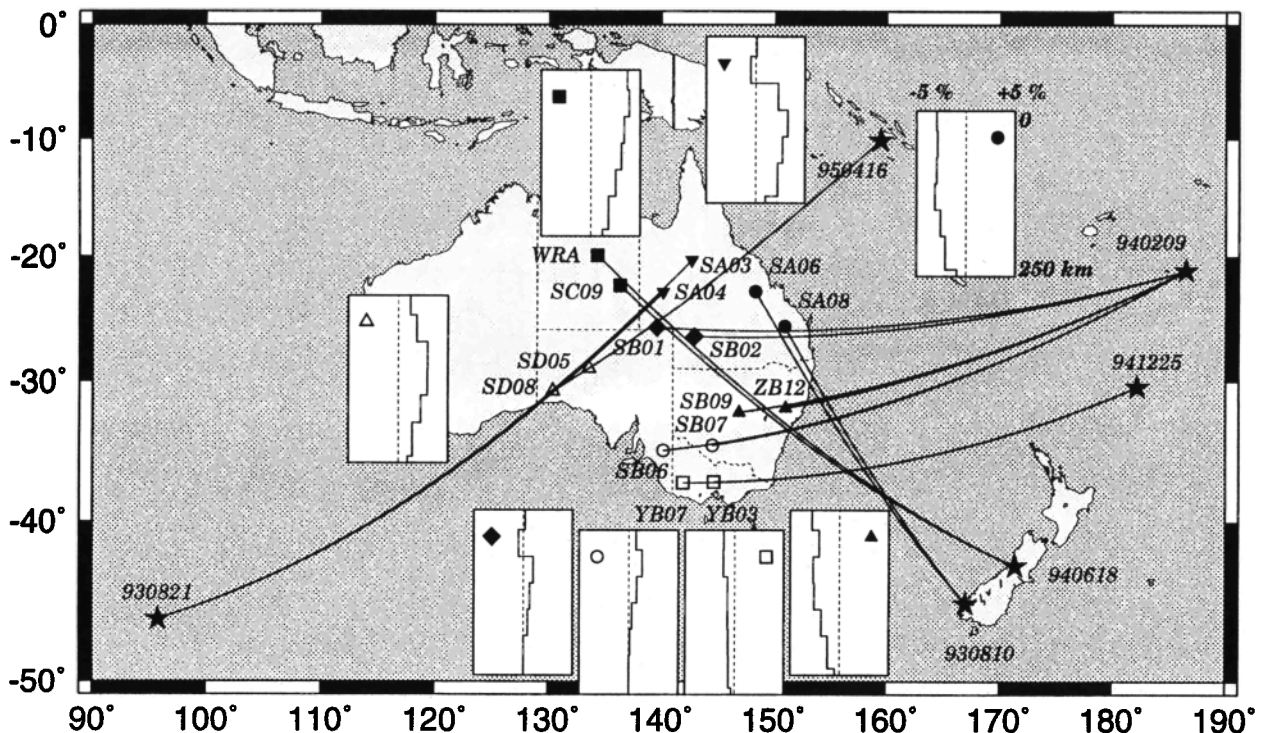 0°
-10°
-20°
-30°
-40°
-50°
90° 100° 110° 120° 130° 140° 150° 160° 170° 180° 190°
-5 % +5 %
0
250 km
950416
940209
WRA
SA03 SA06
SC09 SA04
SA08
SB01 SB02
SD05
SD08
ZB12
SB09
SB07
SB06
941225
YB07 YB03
930821
940618
930810